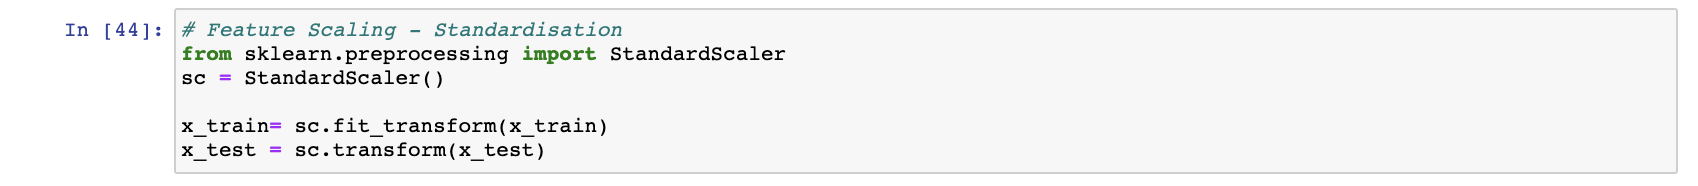 In [44]: # Feature Scaling - Standardisation
from sklearn.preprocessing import StandardScaler
sc = StandardScaler()
x_train= sc.fit_transform(x_train)
x_test = sc.transform(x_test)